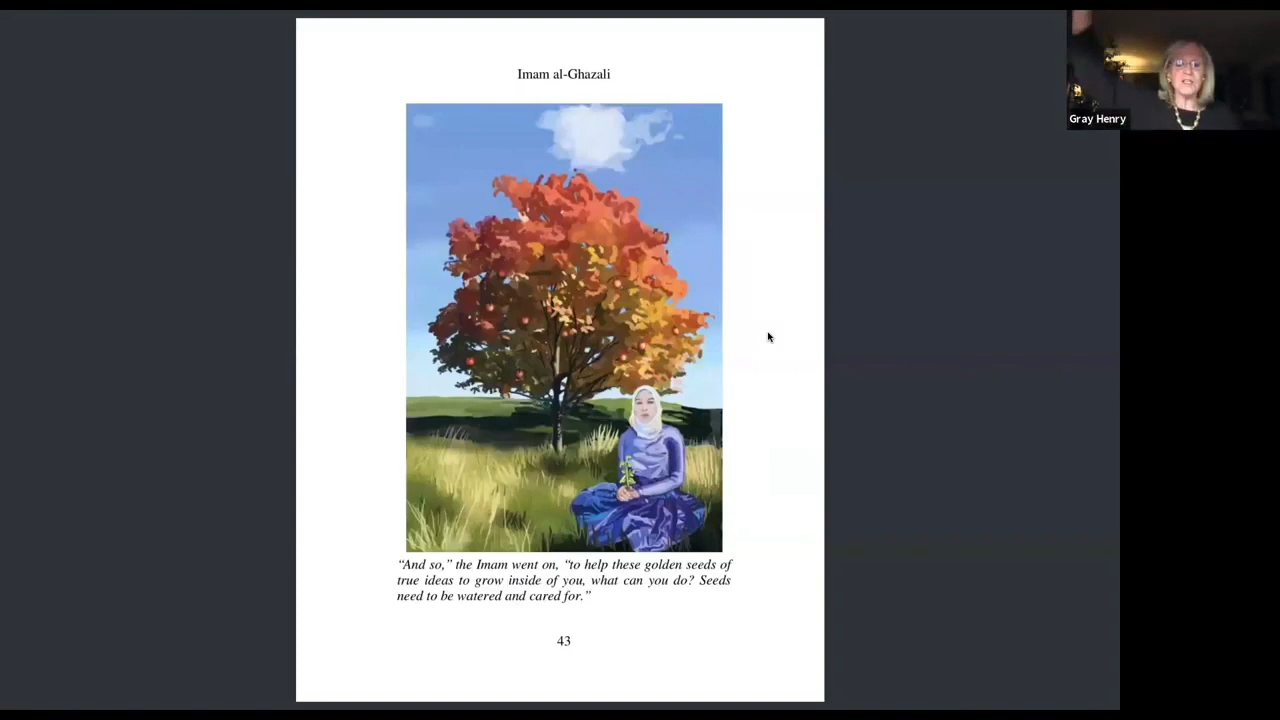 Imam al-Ghazali
“And so,” the Imam went on, “to help these golden seeds of
true ideas to grow inside of you, what can you do? Seeds
need to be watered and cared for.”
43
Gray Henry